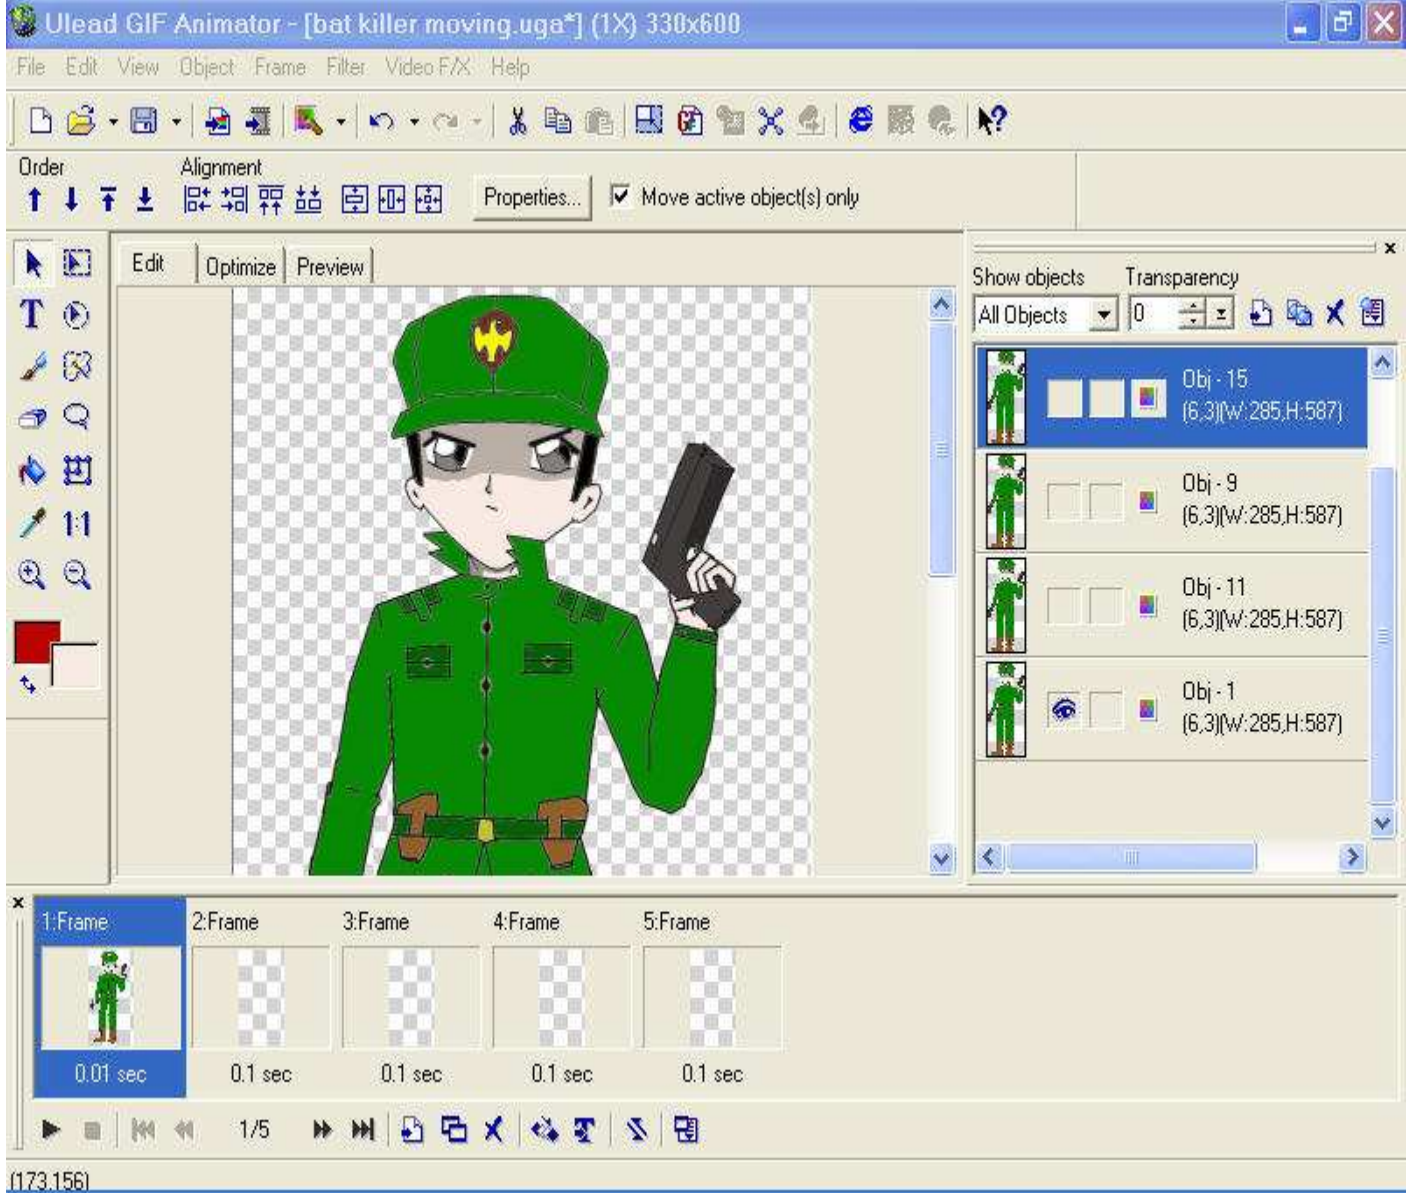 Ulead GIF Animator - [bat killer moving.uga*] (1X) 330x600
File Edit View Object Frame Filter Video F/X Help
Order
Alignment
Properties...
Move active object(s) only
Edit
Optimize
Preview
Show objects
Transparency
All Objects
0
T
1:1
Obj - 15
(6,3)(W:285,H:587)
Obj - 9
(6,3)(W:285,H:587)
Obj - 11
(6,3)(W:285,H:587)
Obj - 1
(6,3)(W:285,H:587)
1:Frame 2:Frame 3:Frame 4:Frame 5:Frame
0.01 sec 0.1 sec 0.1 sec 0.1 sec 0.1 sec
1/5
(173,156)